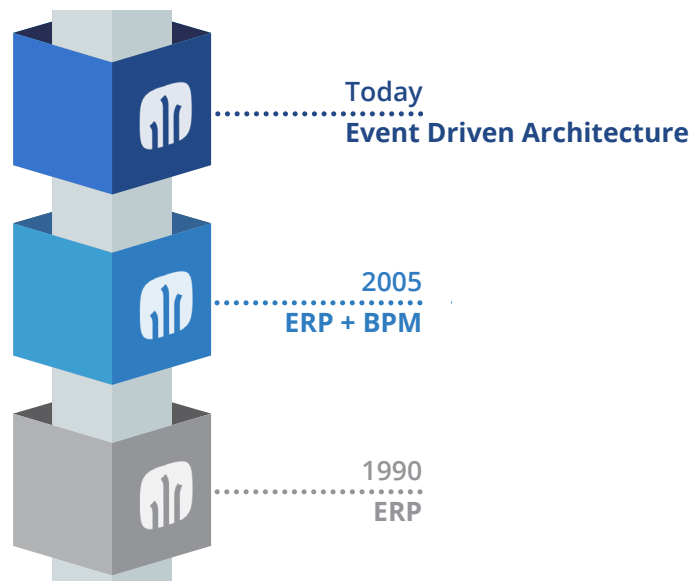 Today
Event Driven Architecture
2005
ERP + BPM
1990
ERP